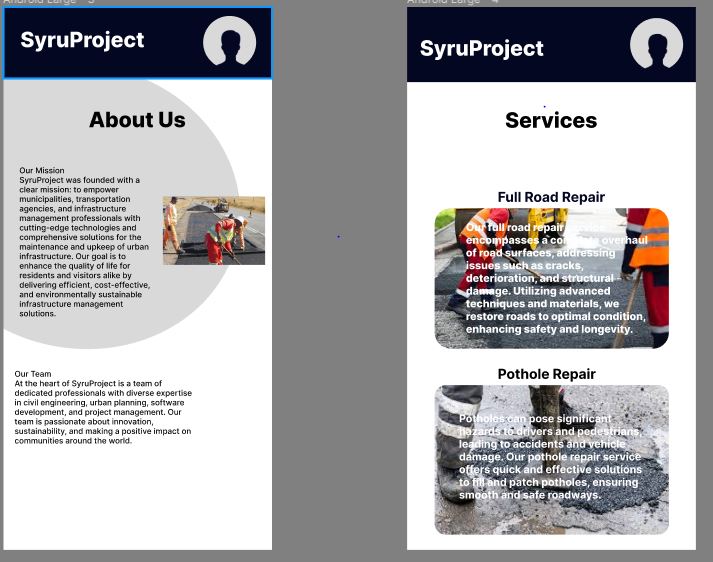 Android Large - 3
SyruProject
About Us
Our Mission
SyruProject was founded with a
clear mission: to empower
municipalities, transportation
agencies, and infrastructure
management professionals with
cutting-edge technologies and
comprehensive solutions for the
maintenance and upkeep of urban
infrastructure. Our goal is to
enhance the quality of life for
residents and visitors alike by
delivering efficient, cost-effective,
and environmentally sustainable
infrastructure management
solutions.
Our Team
At the heart of SyruProject is a team of
dedicated professionals with diverse expertise
in civil engineering, urban planning, software
development, and project management. Our
team is passionate about innovation,
sustainability, and making a positive impact on
communities around the world.
Android Large - 4
SyruProject
Services
Full Road Repair
Our full road repair service
encompasses a complete overhaul
of road surfaces, addressing
issues such as cracks,
deterioration, and structural
damage. Utilizing advanced
techniques and materials, we
restore roads to optimal condition,
enhancing safety and longevity.
Pothole Repair
Potholes can pose significant
hazards to drivers and pedestrians,
leading to accidents and vehicle
damage. Our pothole repair service
offers quick and effective solutions
to fill and patch potholes, ensuring
smooth and safe roadways.